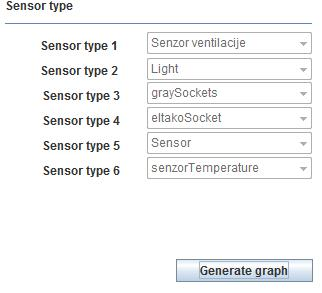 Sensor type
Sensor type 1 Senzor ventilacije
Sensor type 2 Light
Sensor type 3 graySockets
Sensor type 4 eltakoSocket
Sensor type 5 Sensor
Sensor type 6 senzorTemperature
Generate graph